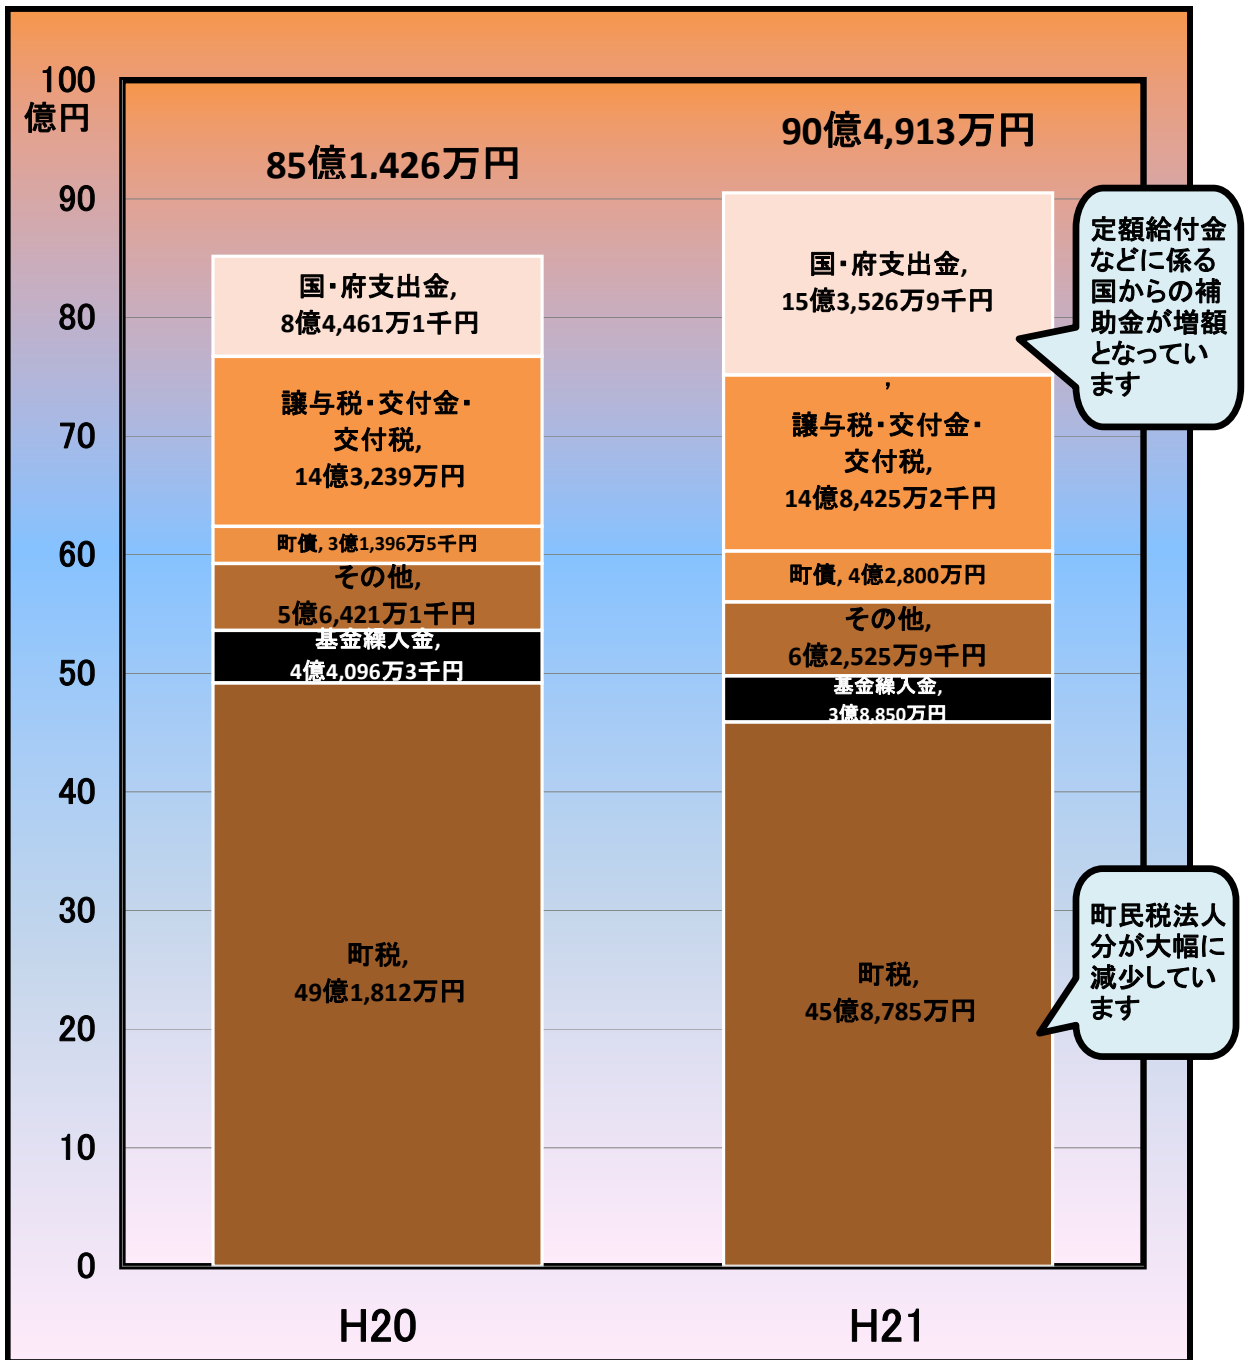 100
億円
90
80
70
60
50
40
30
20
10
0
85億1,426万円
国・府支出金,
8億4,461万1千円
譲与税・交付金・
交付税,
14億3,239万円
町債, 3億1,396万5千円
その他,
5億6,421万1千円
基金繰入金,
4億4,096万3千円
町税,
49億1,812万円
H20
90億4,913万円
国・府支出金,
15億3,526万9千円
,
譲与税・交付金・
交付税,
14億8,425万2千円
町債, 4億2,800万円
その他,
6億2,525万9千円
基金繰入金,
3億8,850万円
町税,
45億8,785万円
H21
定額給付金
などに係る
国からの補
助金が増額
となってい
ます
町民税法人
分が大幅に
減少してい
ます